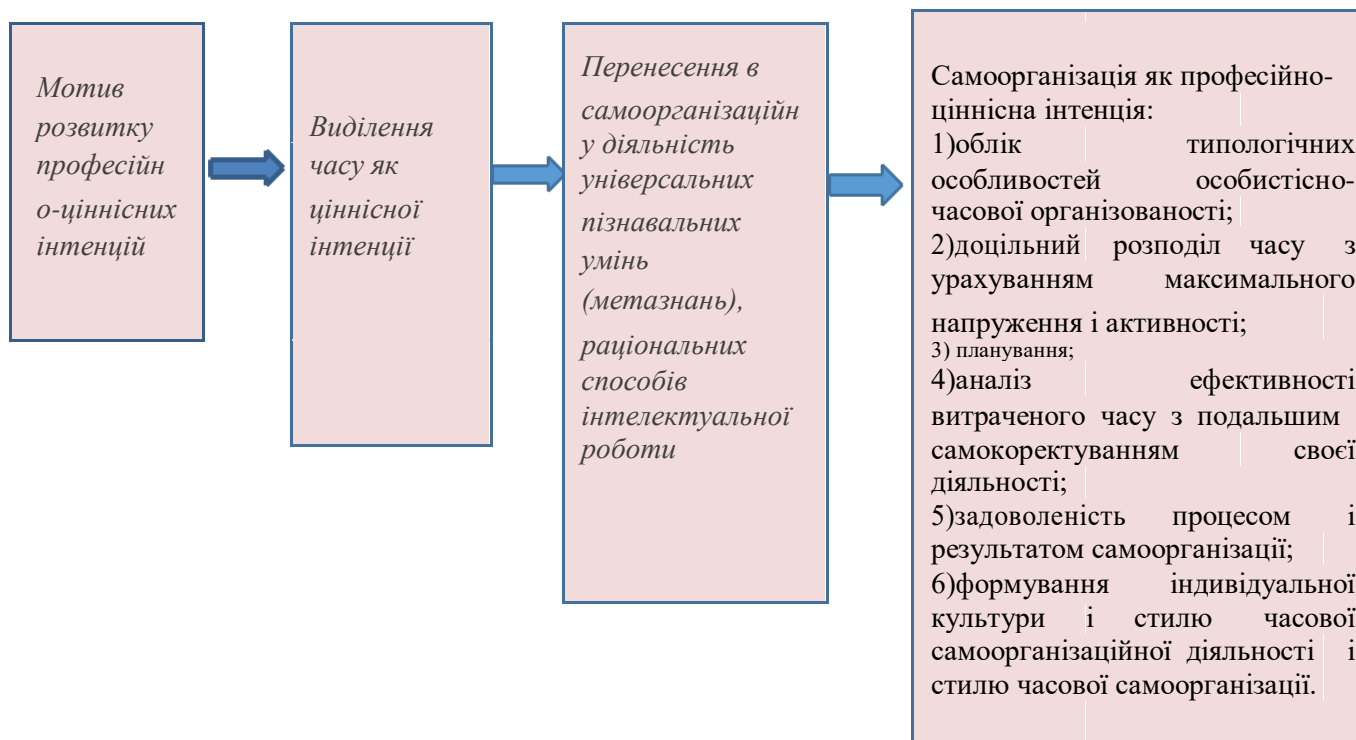 Мотив
розвитку
професійн
о-ціннісних
інтенцій
Виділення
часу як
ціннісної
інтенції
Перенесення в
самоорганізаційн
у діяльність
універсальних
пізнавальних
умінь
(метазнань),
раціональних
способів
інтелектуальної
роботи
Самоорганізація як професійно-
ціннісна інтенція:
1)облік типологічних
особливостей особистісно-
часової організованості;
2)доцільний розподіл часу з
урахуванням максимального
напруження і активності;
3) планування;
4)аналіз ефективності
витраченого часу з подальшим
самокоректуванням своєї
діяльності;
5)задоволеність процесом і
результатом самоорганізації;
6)формування індивідуальної
культури і стилю часової
самоорганізаційної діяльності і
стилю часової самоорганізації.